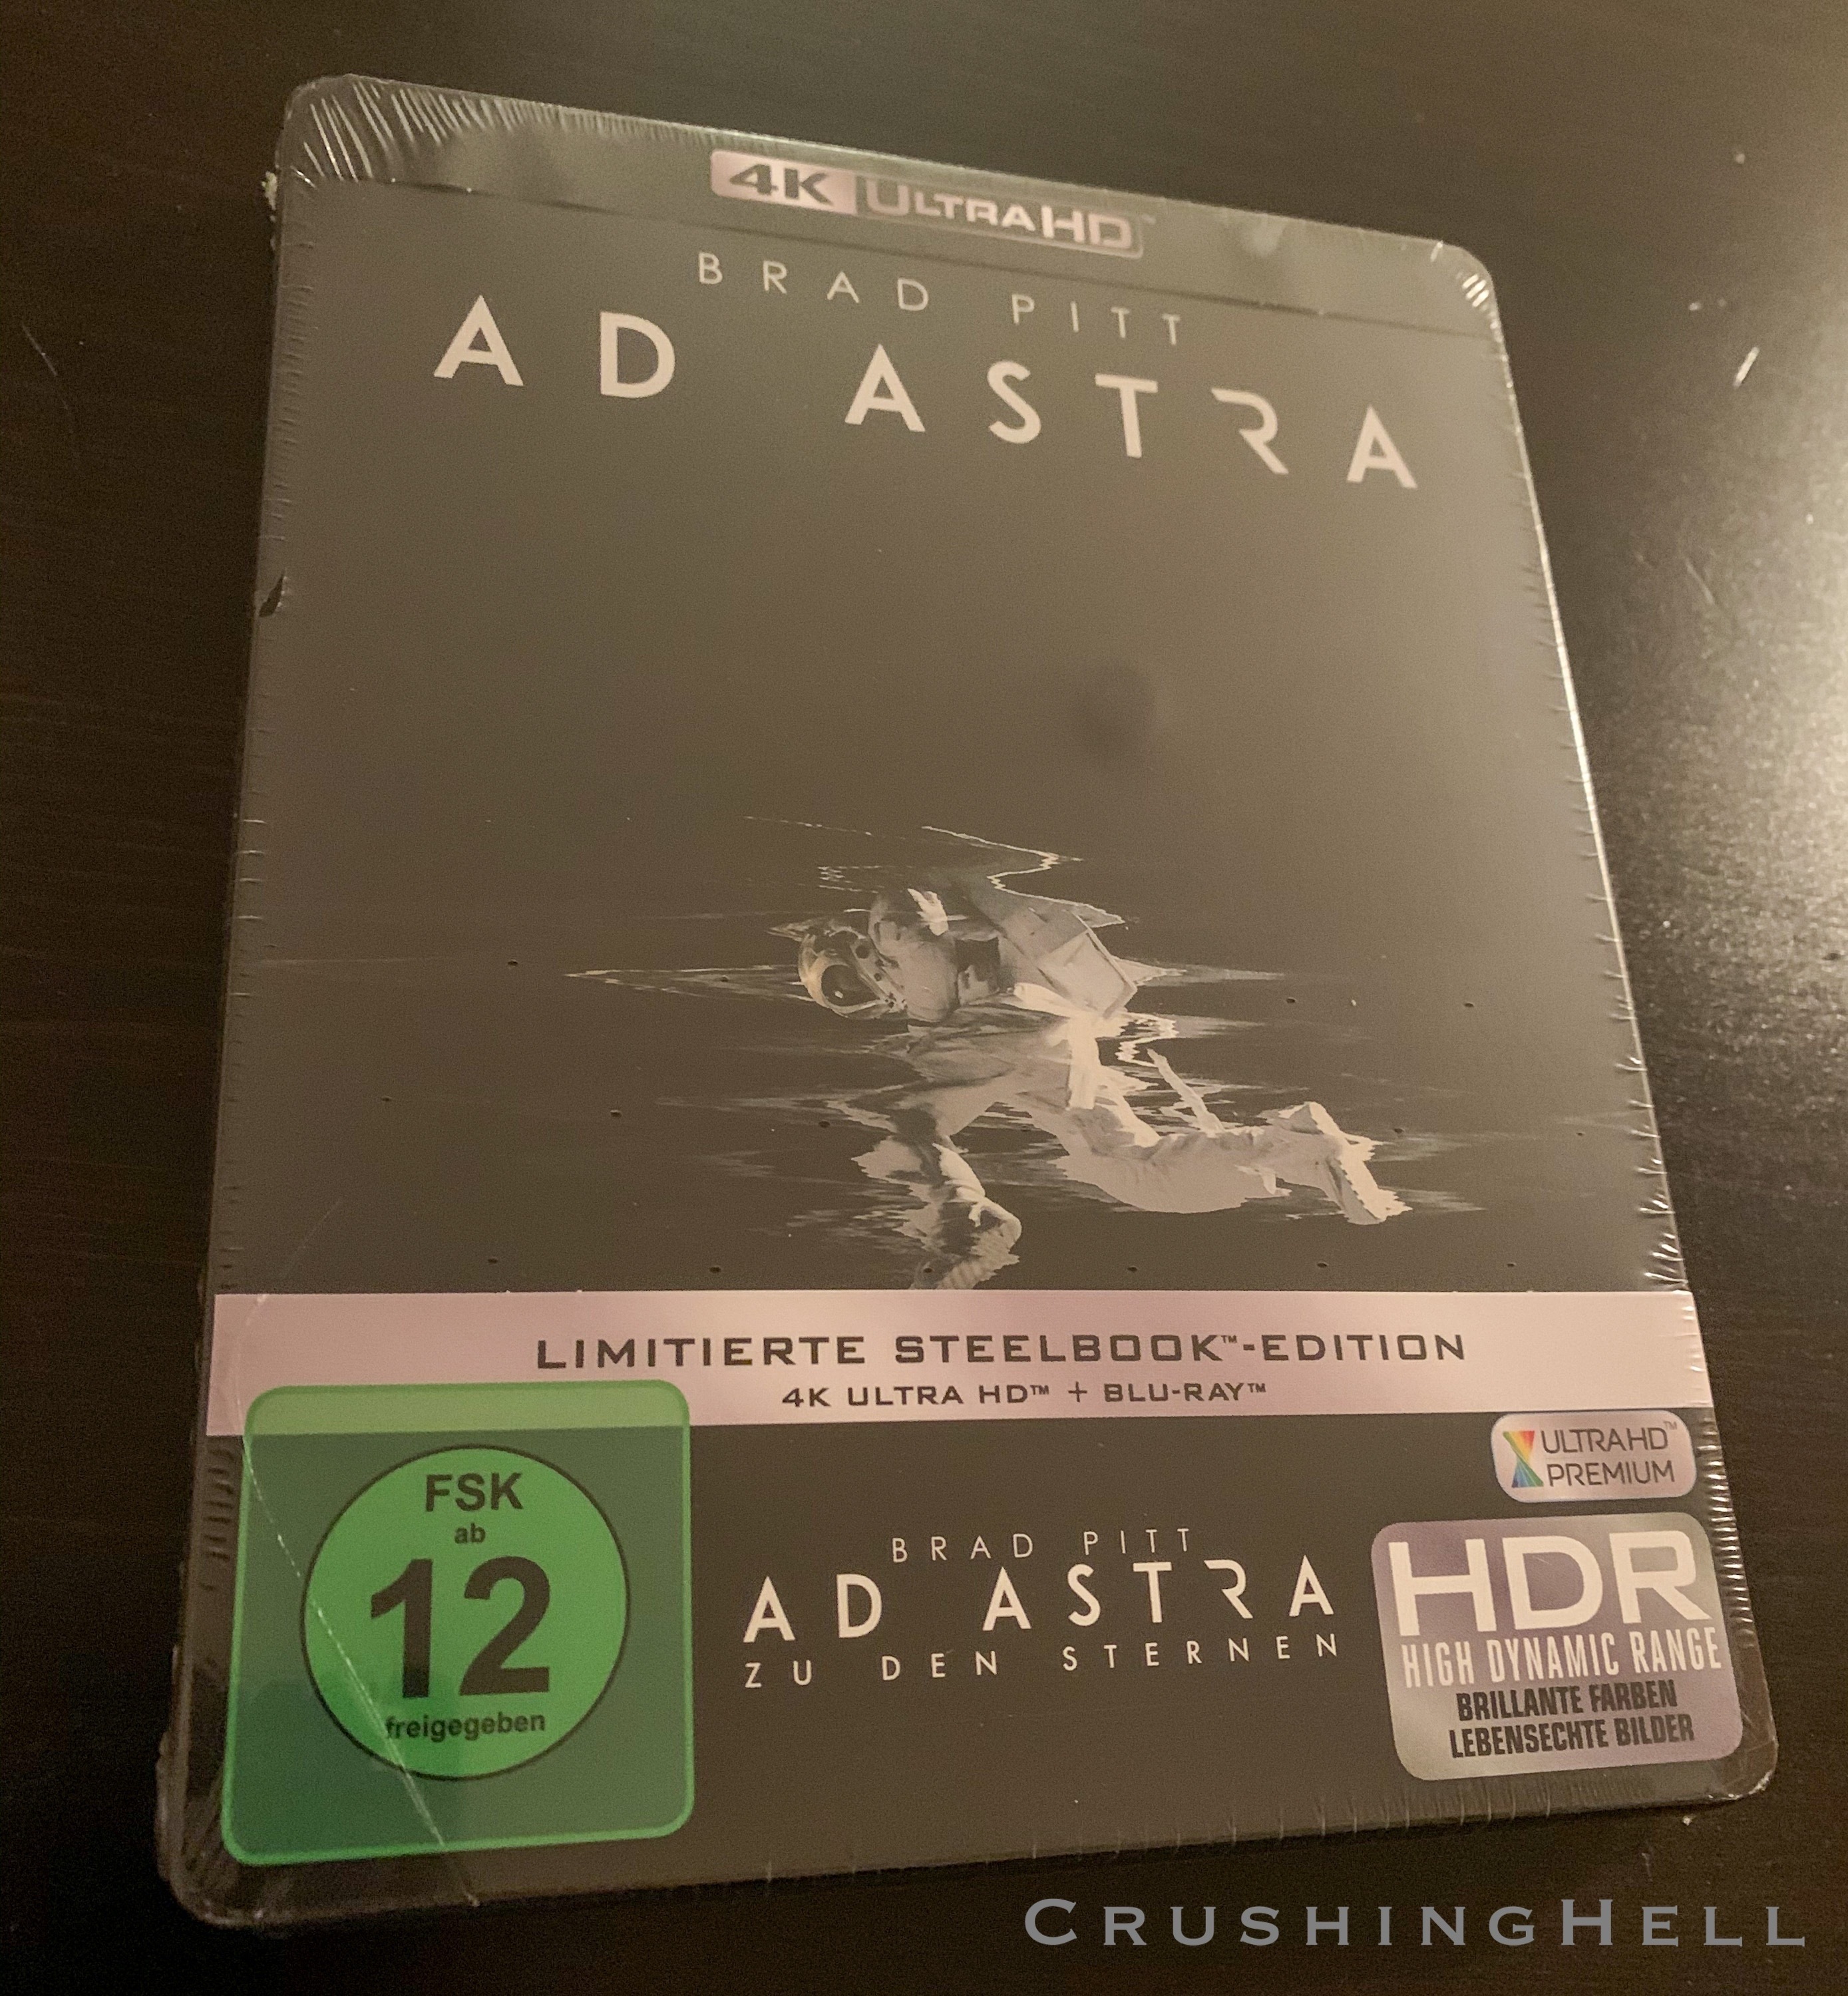 4K ULTRAHD™
BRAD PITT
AD ASTRA
LIMITIERTE STEELBOOK™-EDITION
4K ULTRA HD™ + BLU-RAY™
ULTRAHD™
PREMIUM
FSK
ab
12
freigegeben
BRAD PITT
AD ASTRA
ZU DEN STERNEN
HDR
HIGH DYNAMIC RANGE
BRILLANTE FARBEN
LEBENSECHTE BILDER
CRUSHINGHELL